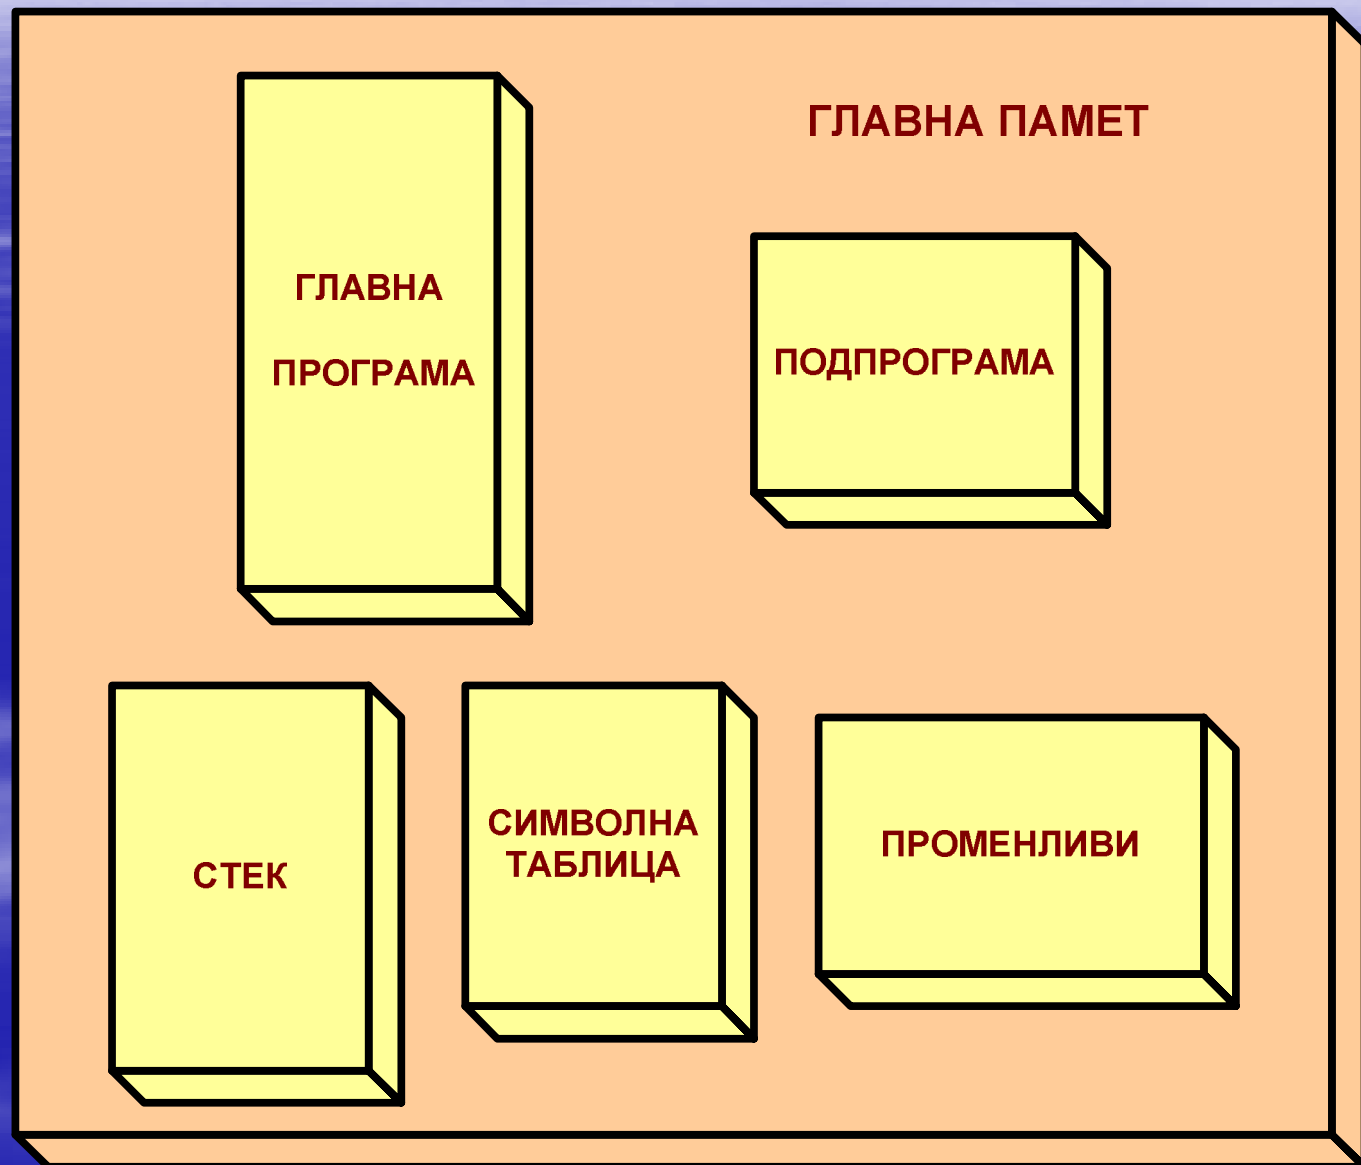 ГЛАВНА ПАМЕТ
ГЛАВНА
ПРОГРАМА
ПОДПРОГРАМА
СТЕК
СИМВОЛНА
ТАБЛИЦА
ПРОМЕНЛИВИ